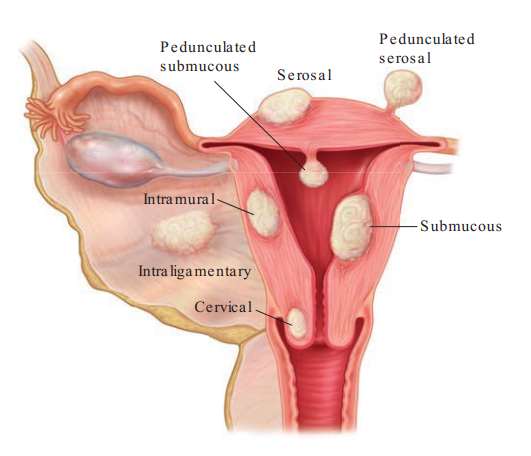 Pedunculated
submucous
Serosal
Pedunculated
serosal
Intramural
Submucous
Intraligamentary
Cervical